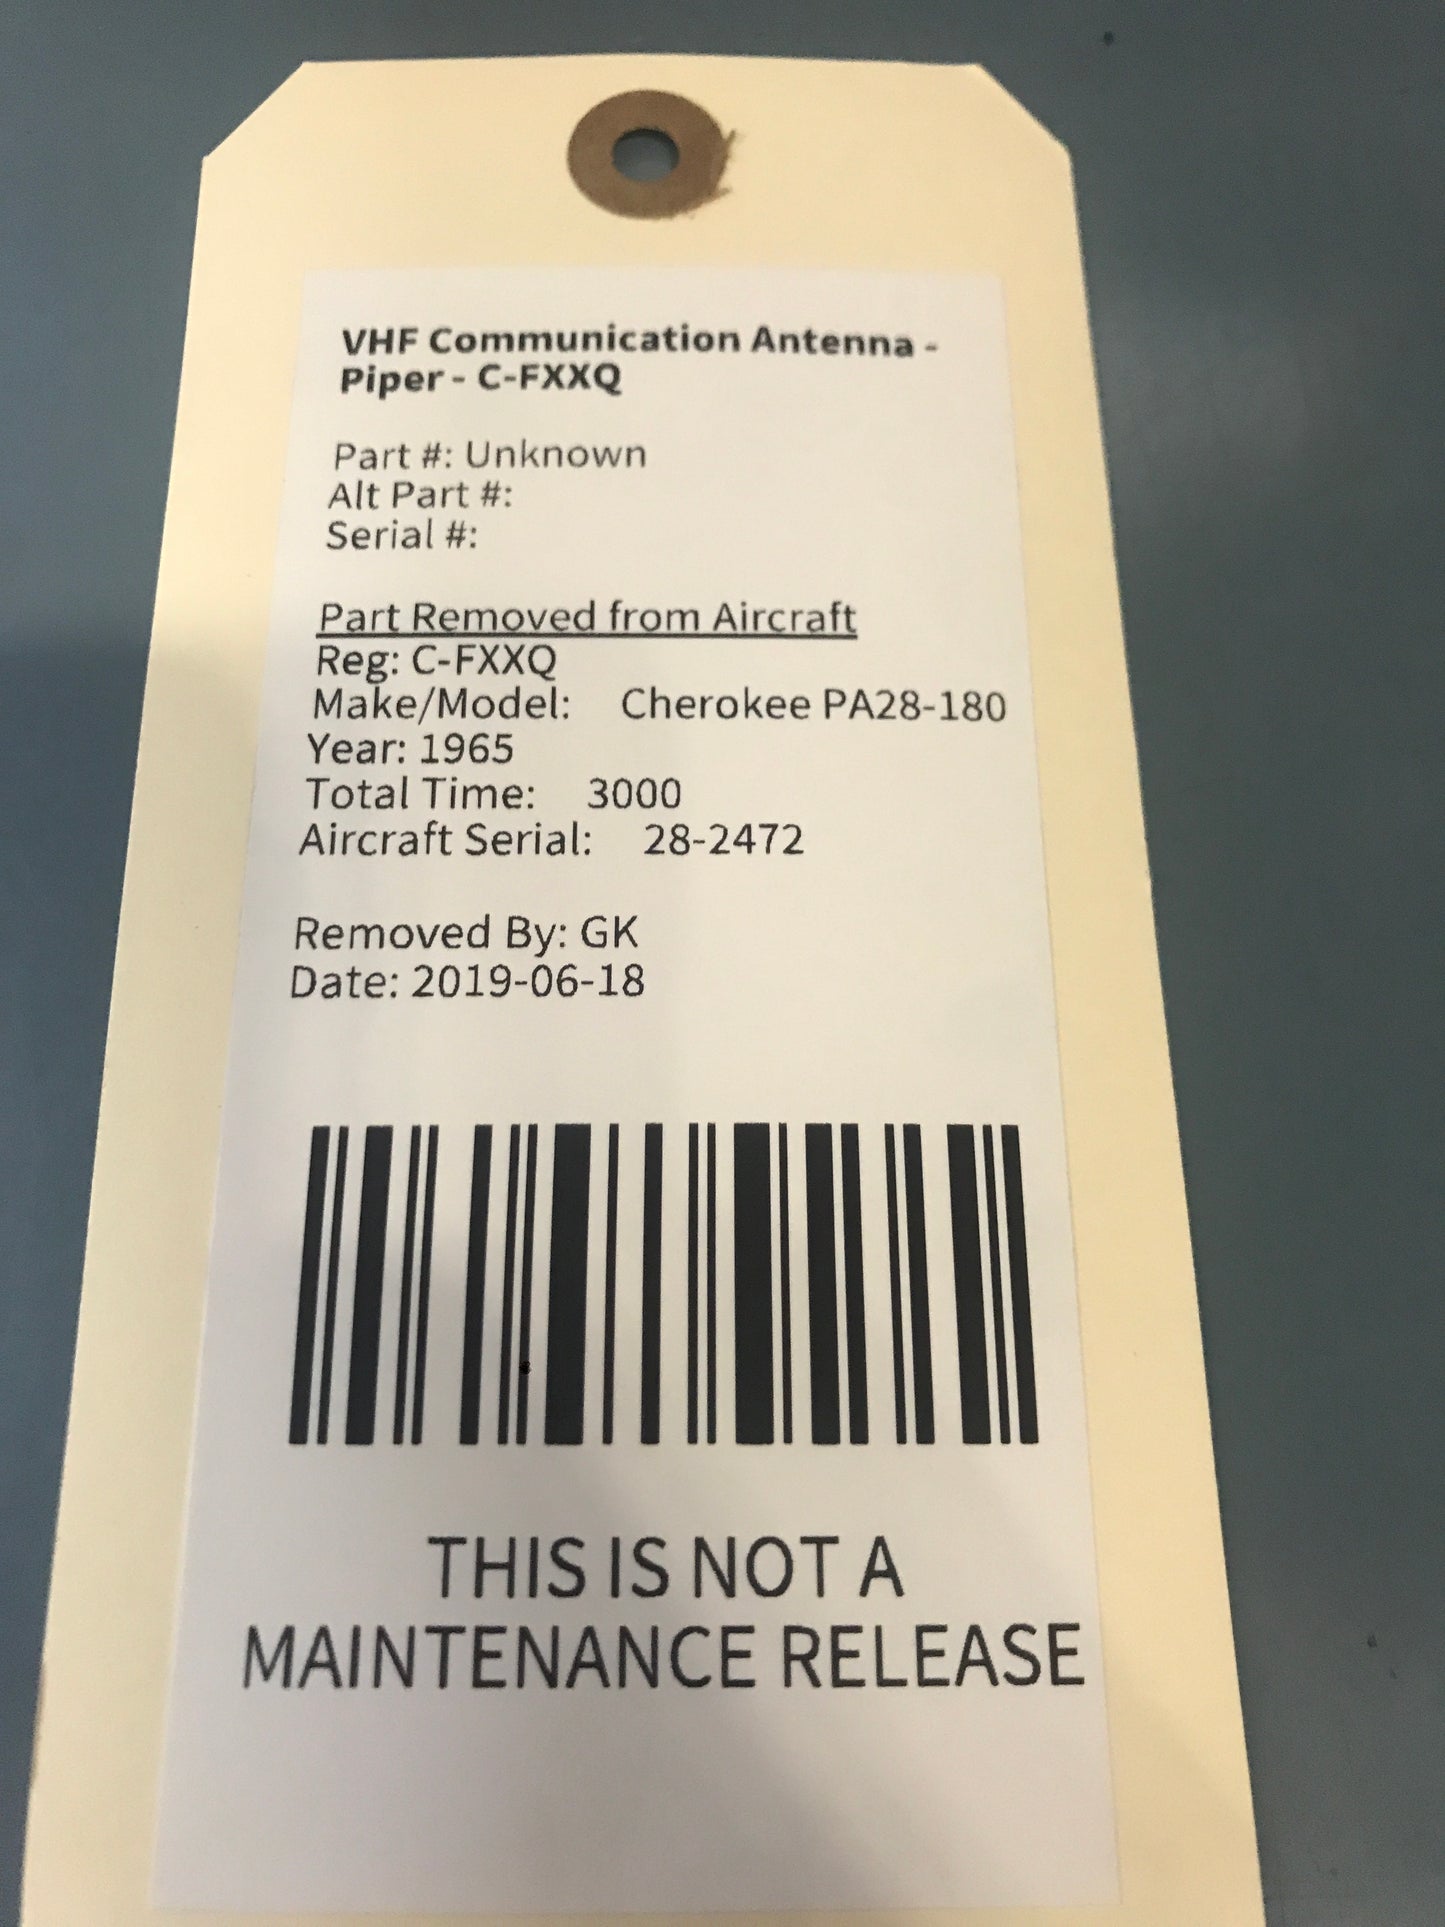 VHF Communication Antenna -
Piper - C-FXXQ
Part #: Unknown
Alt Part #:
Serial #:
Part Removed from Aircraft
Reg: C-FXXQ
Make/Model: Cherokee PA28-180
Year: 1965
Total Time: 3000
Aircraft Serial: 28-2472
Removed By: GK
Date: 2019-06-18
THIS IS NOT A
MAINTENANCE RELEASE